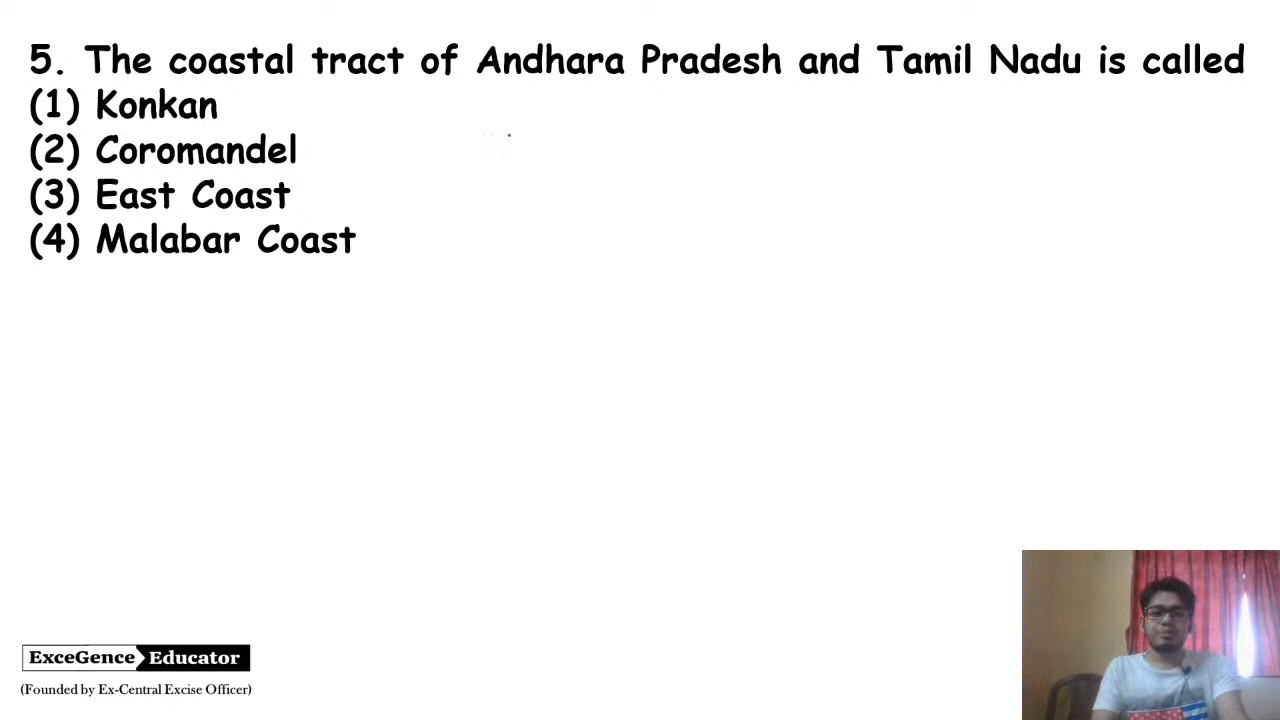 5. The coastal tract of Andhara Pradesh and Tamil Nadu is called
(1) Konkan
(2) Coromandel
(3) East Coast
(4) Malabar Coast
ExceGence Educator
(Founded by Ex-Central Excise Officer)